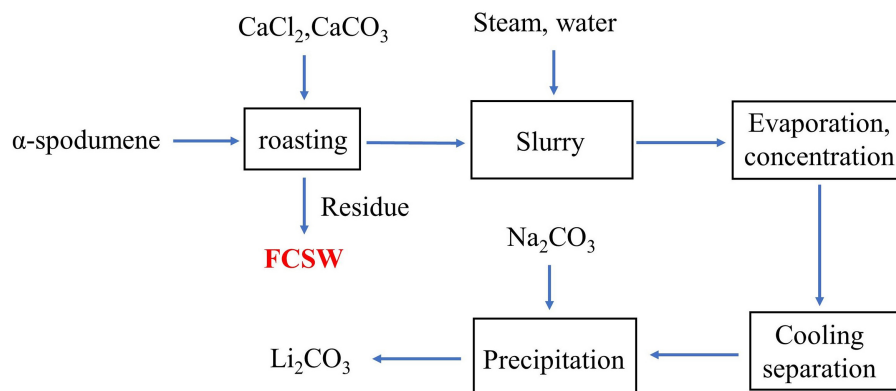 CaCl₂,CaCO₃
Steam, water
α-spodumene
roasting
Slurry
Evaporation,
concentration
Residue
FCSW
Na₂CO₃
Li₂CO₃
Precipitation
Cooling
separation